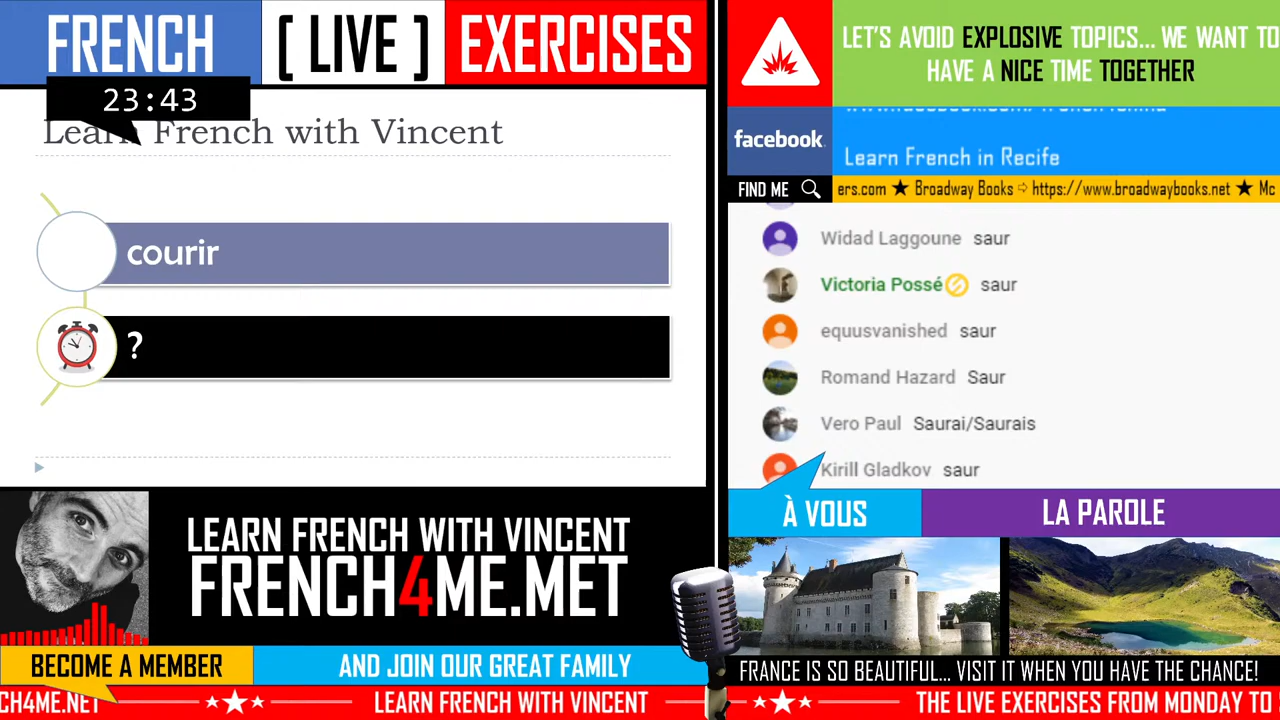 FRENCH [ LIVE ] EXERCISES
23:43
Learn French with Vincent
courir
?
LEARN FRENCH WITH VINCENT
FRENCH4ME.MET
BECOME A MEMBER
AND JOIN OUR GREAT FAMILY
LET'S AVOID EXPLOSIVE TOPICS... WE WANT TO
HAVE A NICE TIME TOGETHER
facebook.
Learn French in Recife
FIND ME
ers.com ★ Broadway Books ⇨ https://www.broadwaybooks.net ★ Mc
Widad Laggoune saur
Victoria Possé saur
equusvanished saur
Romand Hazard Saur
Vero Paul Saurai/Saurais
Kirill Gladkov saur
À VOUS
LA PAROLE
FRANCE IS SO BEAUTIFUL... VISIT IT WHEN YOU HAVE THE CHANCE!
CH4ME.NET ★ LEARN FRENCH WITH VINCENT ★ THE LIVE EXERCISES FROM MONDAY TO